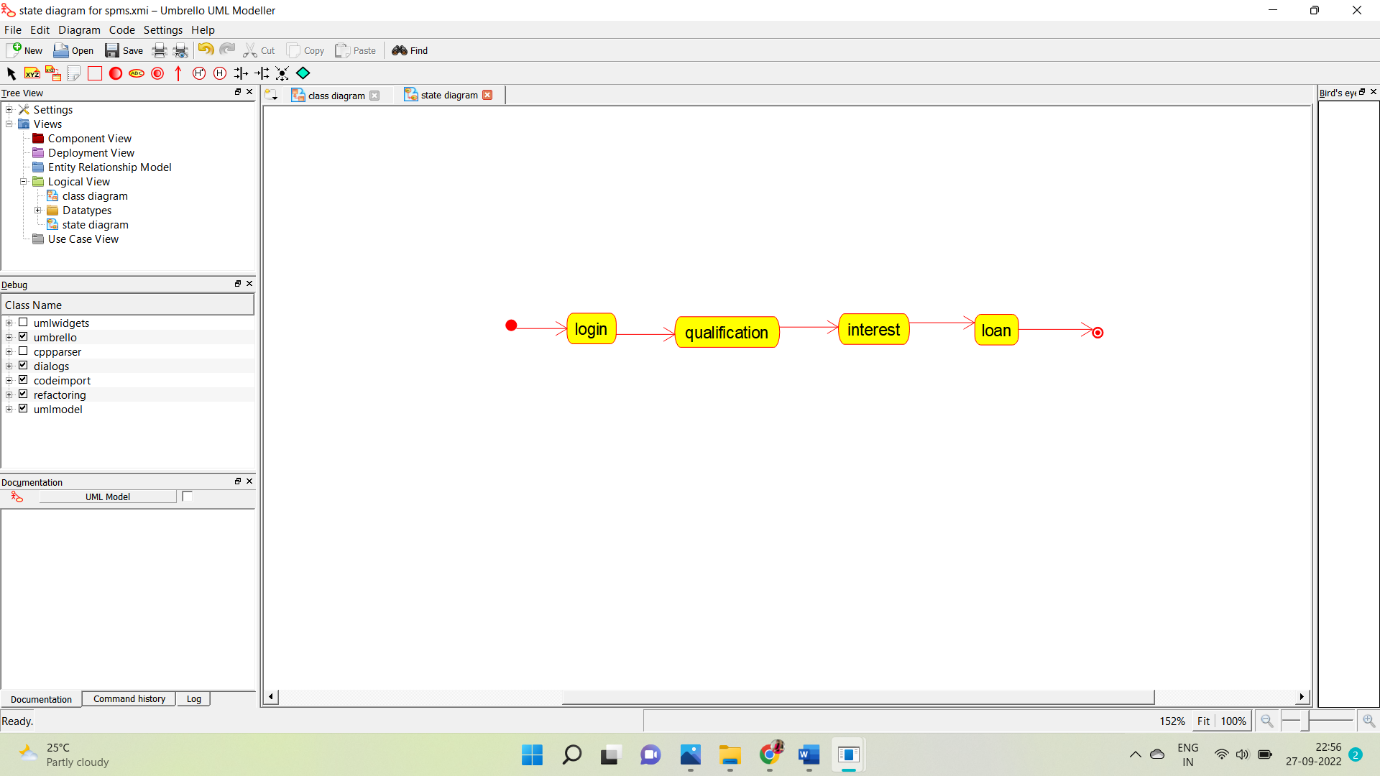 state diagram for spms.xmi – Umbrello UML Modeller
File Edit Diagram Code Settings Help
New Open Save Cut Copy Paste Find
XYZ ABC H* H
Tree View
class diagram
state diagram
Bird's eye
Settings
Views
Component View
Deployment View
Entity Relationship Model
Logical View
class diagram
Datatypes
state diagram
Use Case View
Debug
Class Name
umlwidgets
umbrello
cppparser
dialogs
codeimport
refactoring
umlmodel
login
qualification
interest
loan
Documentation
UML Model
Documentation Command history Log
Ready.
152% Fit 100%
25°C
Partly cloudy
ENG
IN
22:56
27-09-2022
2